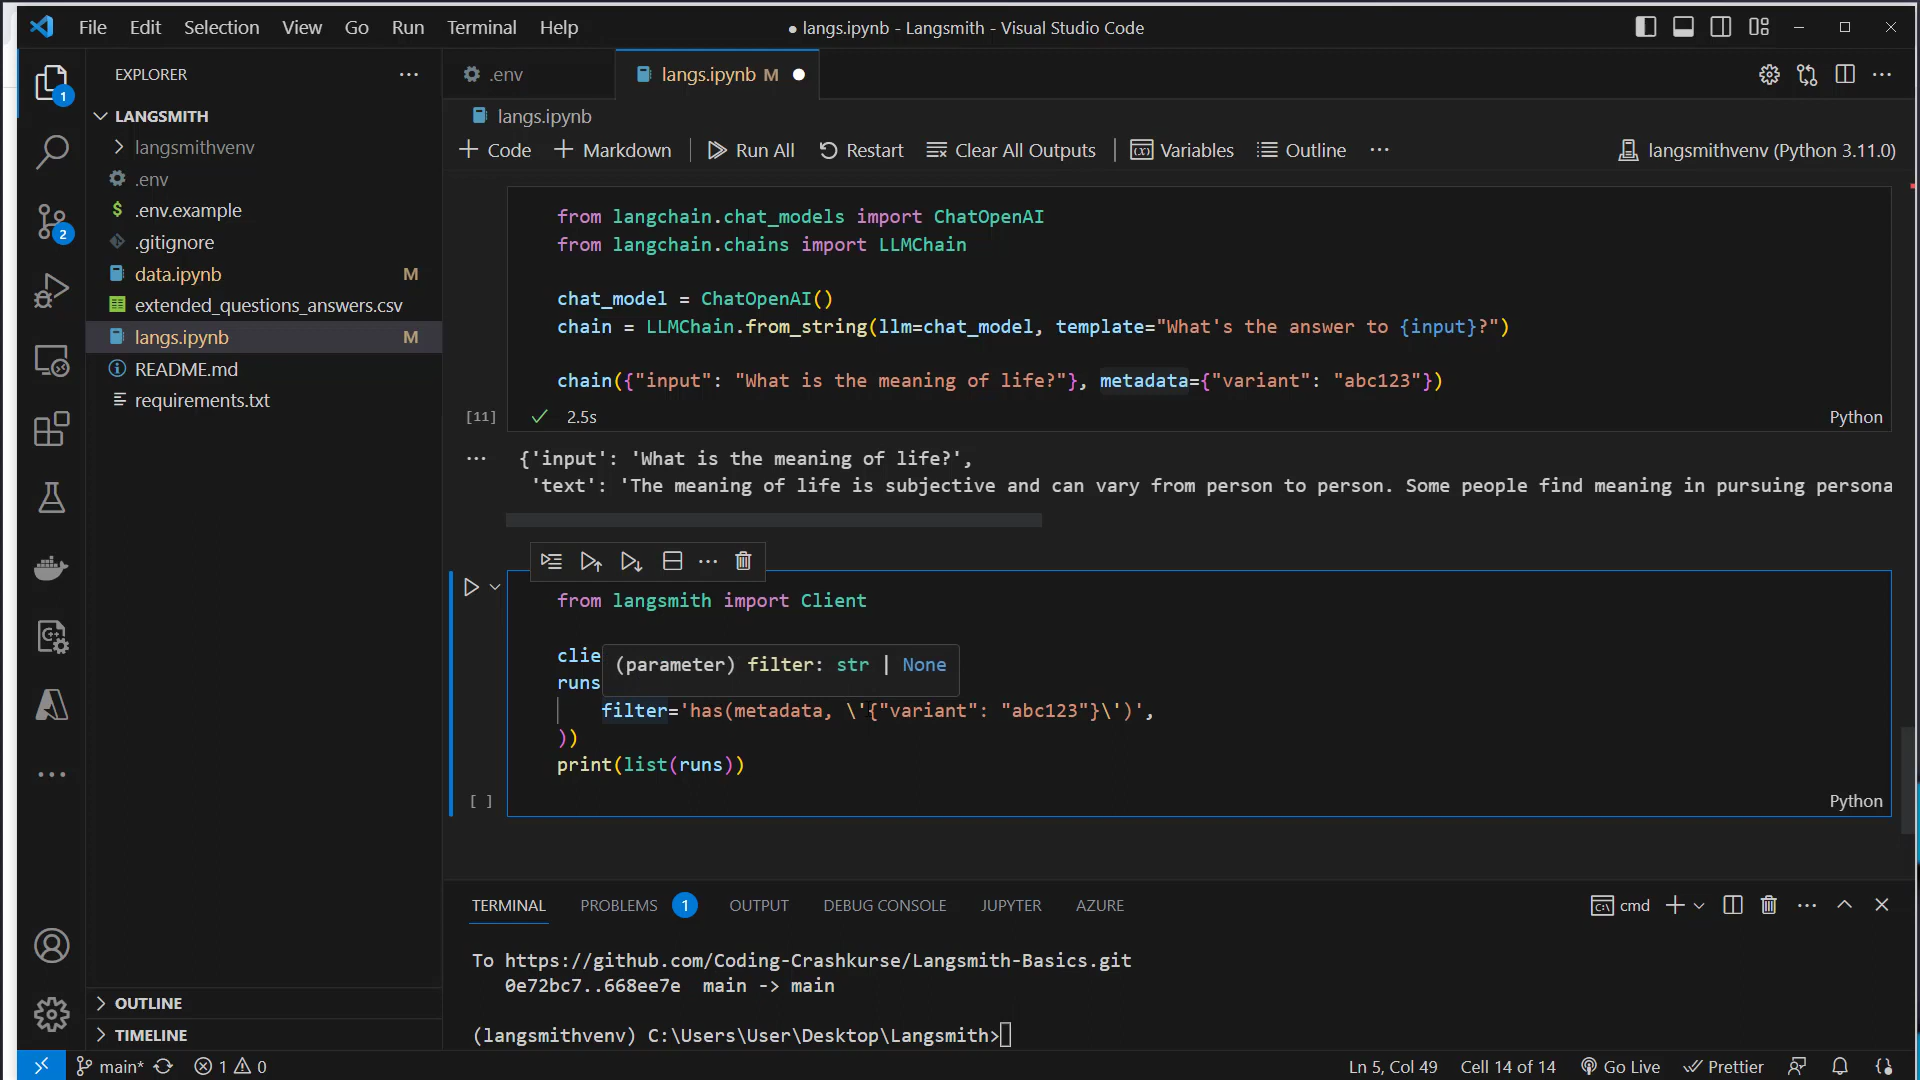 File Edit Selection View Go Run Terminal Help
● langs.ipynb - Langsmith - Visual Studio Code
EXPLORER
1
LANGSMITH
langsmithvenv
.env
$ .env.example
.gitignore
2
data.ipynb M
extended_questions_answers.csv
langs.ipynb M
README.md
requirements.txt
OUTLINE
TIMELINE
.env
langs.ipynb M ●
langs.ipynb
+ Code + Markdown Run All Restart Clear All Outputs Variables Outline ...
langsmithvenv (Python 3.11.0)
from langchain.chat_models import ChatOpenAI
from langchain.chains import LLMChain
chat_model = ChatOpenAI()
chain = LLMChain.from_string(llm=chat_model, template="What's the answer to {input}?")
chain({"input": "What is the meaning of life?"}, metadata={"variant": "abc123"})
[11] 2.5s Python
... {'input': 'What is the meaning of life?',
'text': 'The meaning of life is subjective and can vary from person to person. Some people find meaning in pursuing persona
from langsmith import Client
clie
(parameter) filter: str | None
runs
filter='has(metadata, \'{"variant": "abc123"}\')',
))
print(list(runs))
[ ] Python
TERMINAL PROBLEMS 1 OUTPUT DEBUG CONSOLE JUPYTER AZURE
cmd
To https://github.com/Coding-Crashkurse/Langsmith-Basics.git
0e72bc7..668ee7e main -> main
(langsmithvenv) C:\Users\User\Desktop\Langsmith>
main* 1 0
Ln 5, Col 49 Cell 14 of 14 Go Live Prettier